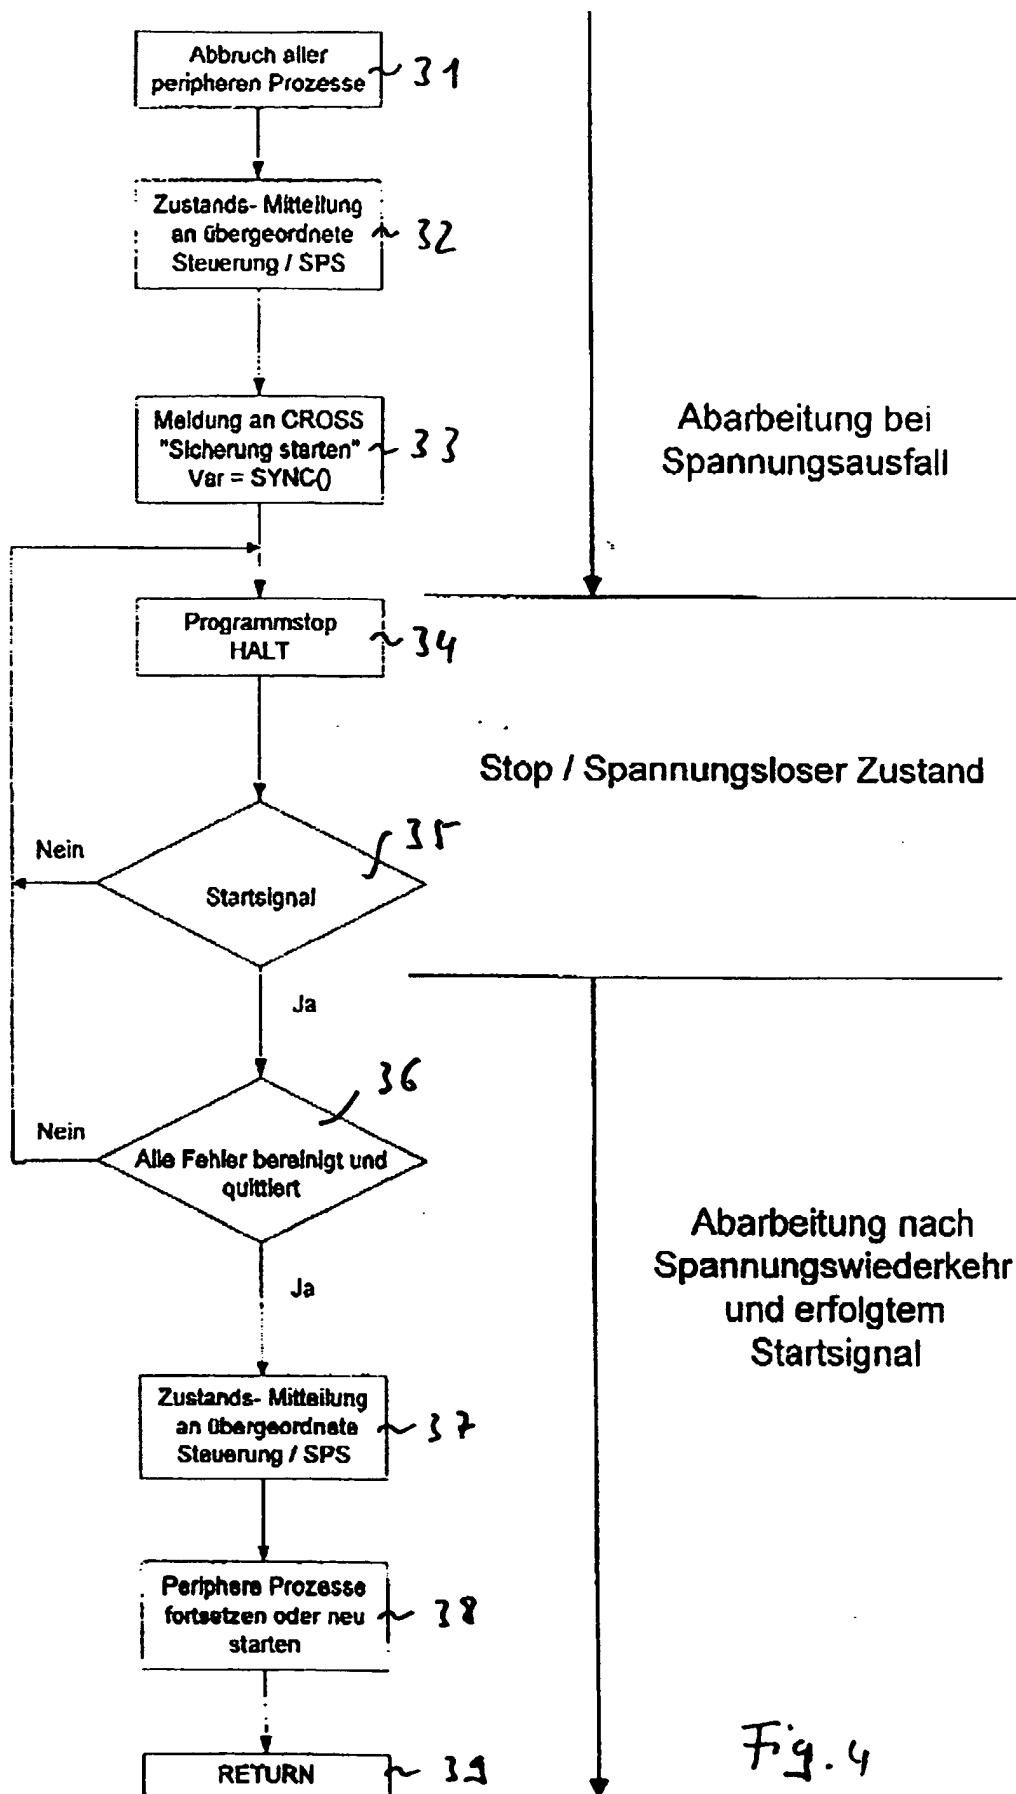 Abbruch aller
peripheren Prozesse
31
Zustands- Mitteilung
an übergeordnete
Steuerung / SPS
32
Meldung an CROSS
"Sicherung starten"
Var = SYNC()
33
Abarbeitung bei
Spannungsausfall
Programmstop
HALT
34
Stop / Spannungsloser Zustand
Nein
Startsignal
35
Ja
Nein
Alle Fehler bereinigt und
quittiert
36
Ja
Abarbeitung nach
Spannungswiederkehr
und erfolgtem
Startsignal
Zustands- Mitteilung
an übergeordnete
Steuerung / SPS
37
Periphere Prozesse
fortsetzen oder neu
starten
38
RETURN
39
Fig. 4